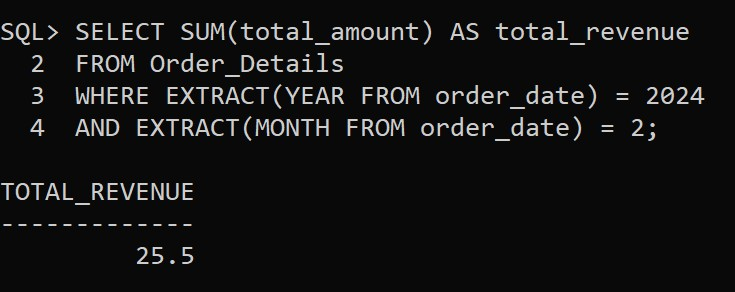 SQL> SELECT SUM(total_amount) AS total_revenue
2 FROM Order_Details
3 WHERE EXTRACT(YEAR FROM order_date) = 2024
4 AND EXTRACT(MONTH FROM order_date) = 2;
TOTAL_REVENUE
-------------
25.5